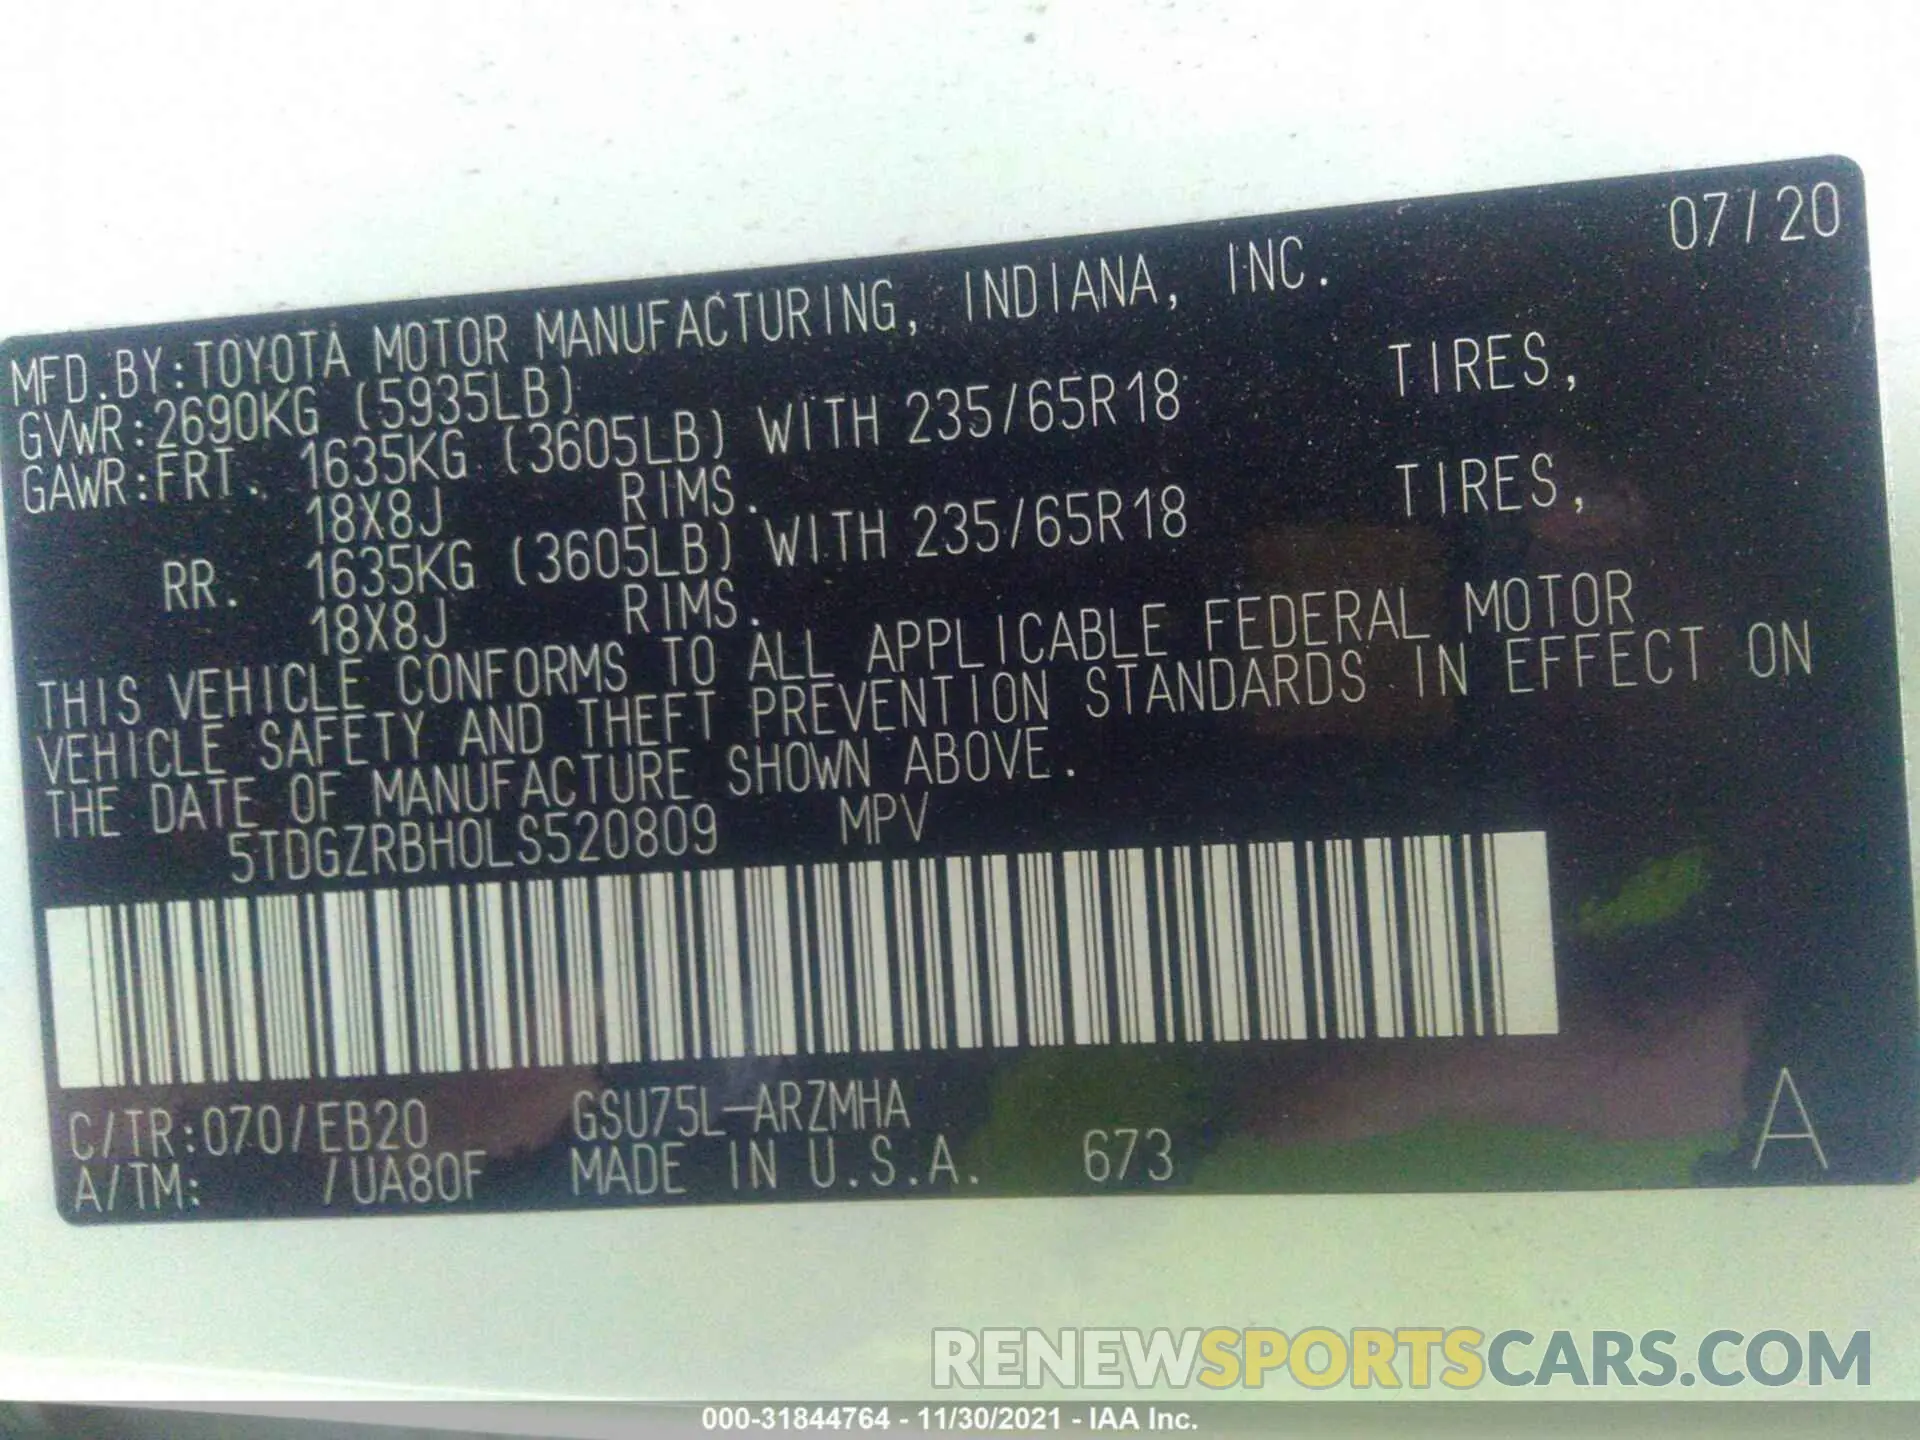 07/20
MFD.BY:TOYOTA MOTOR MANUFACTURING, INDIANA, INC.
GVWR:2690KG (5935LB)
GAWR:FRT. 1635KG (3605LB) WITH 235/65R18 TIRES,
18X8J RIMS.
RR. 1635KG (3605LB) WITH 235/65R18 TIRES,
18X8J RIMS.
THIS VEHICLE CONFORMS TO ALL APPLICABLE FEDERAL MOTOR
VEHICLE SAFETY AND THEFT PREVENTION STANDARDS IN EFFECT ON
THE DATE OF MANUFACTURE SHOWN ABOVE.
5TDGZRBH0LS520809 MPV
C/TR:070/EB20 GSU75L-ARZMHA
A/TM: /UA80F MADE IN U.S.A. 673 A
RENEWSPORTSCARS.COM
000-31844764 - 11/30/2021 - IAA Inc.